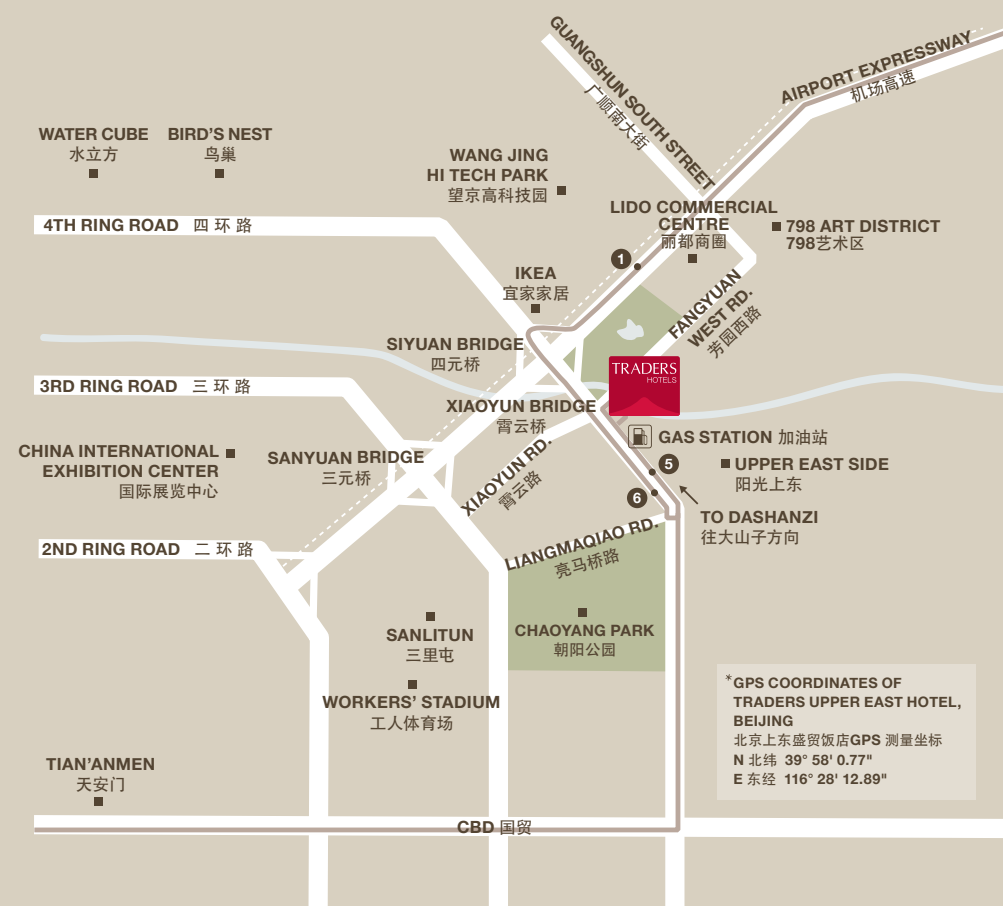 GUANGSHUN SOUTH STREET
广顺南大街
AIRPORT EXPRESSWAY
机场高速
WATER CUBE
水立方
BIRD'S NEST
鸟巢
WANG JING
HI TECH PARK
望京高科技园
4TH RING ROAD 四环路
LIDO COMMERCIAL
CENTRE
丽都商圈
798 ART DISTRICT
798艺术区
1
IKEA
宜家家居
FANGYUAN
WEST RD.
芳园西路
SIYUAN BRIDGE
四元桥
TRADERS
HOTELS
3RD RING ROAD 三环路
XIAOYUN BRIDGE
霄云桥
GAS STATION 加油站
CHINA INTERNATIONAL
EXHIBITION CENTER
国际展览中心
SANYUAN BRIDGE
三元桥
XIAOYUN RD.
霄云路
5
UPPER EAST SIDE
阳光上东
6
TO DASHANZI
往大山子方向
2ND RING ROAD 二环路
LIANGMAQIAO RD.
亮马桥路
SANLITUN
三里屯
CHAOYANG PARK
朝阳公园
WORKERS' STADIUM
工人体育场
*GPS COORDINATES OF
TRADERS UPPER EAST HOTEL,
BEIJING
北京上东盛贸饭店GPS 测量坐标
N 北纬 39° 58' 0.77"
E 东经 116° 28' 12.89"
TIAN'ANMEN
天安门
CBD 国贸